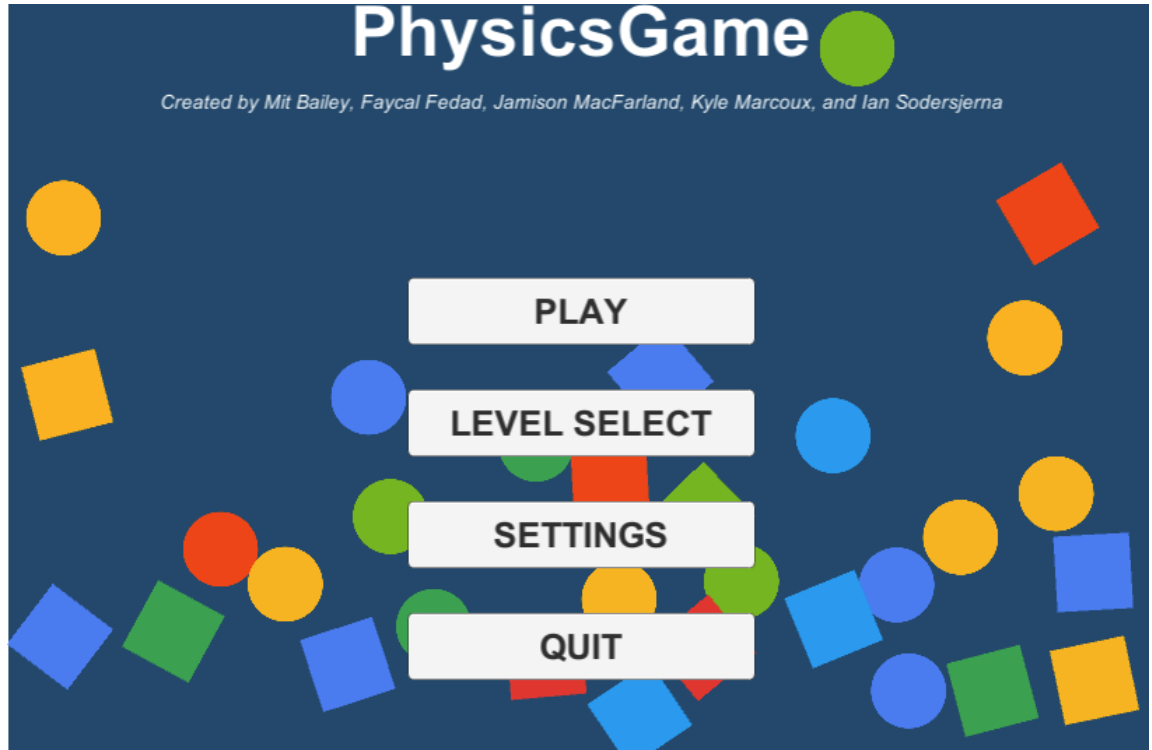 PhysicsGame
Created by Mit Bailey, Faycal Fedad, Jamison MacFarland, Kyle Marcoux, and Ian Sodersjerna
PLAY
LEVEL SELECT
SETTINGS
QUIT